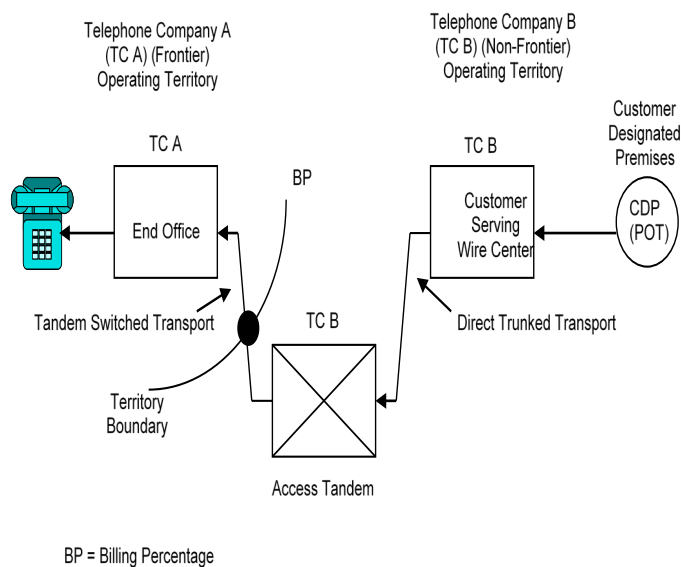 Telephone Company A
(TC A) (Frontier)
Operating Territory
Telephone Company B
(TC B) (Non-Frontier)
Operating Territory
Customer
Designated
Premises
TC A
TC B
BP
End Office
Customer
Serving
Wire Center
CDP
(POT)
Tandem Switched Transport
TC B
Direct Trunked Transport
Territory
Boundary
Access Tandem
BP = Billing Percentage